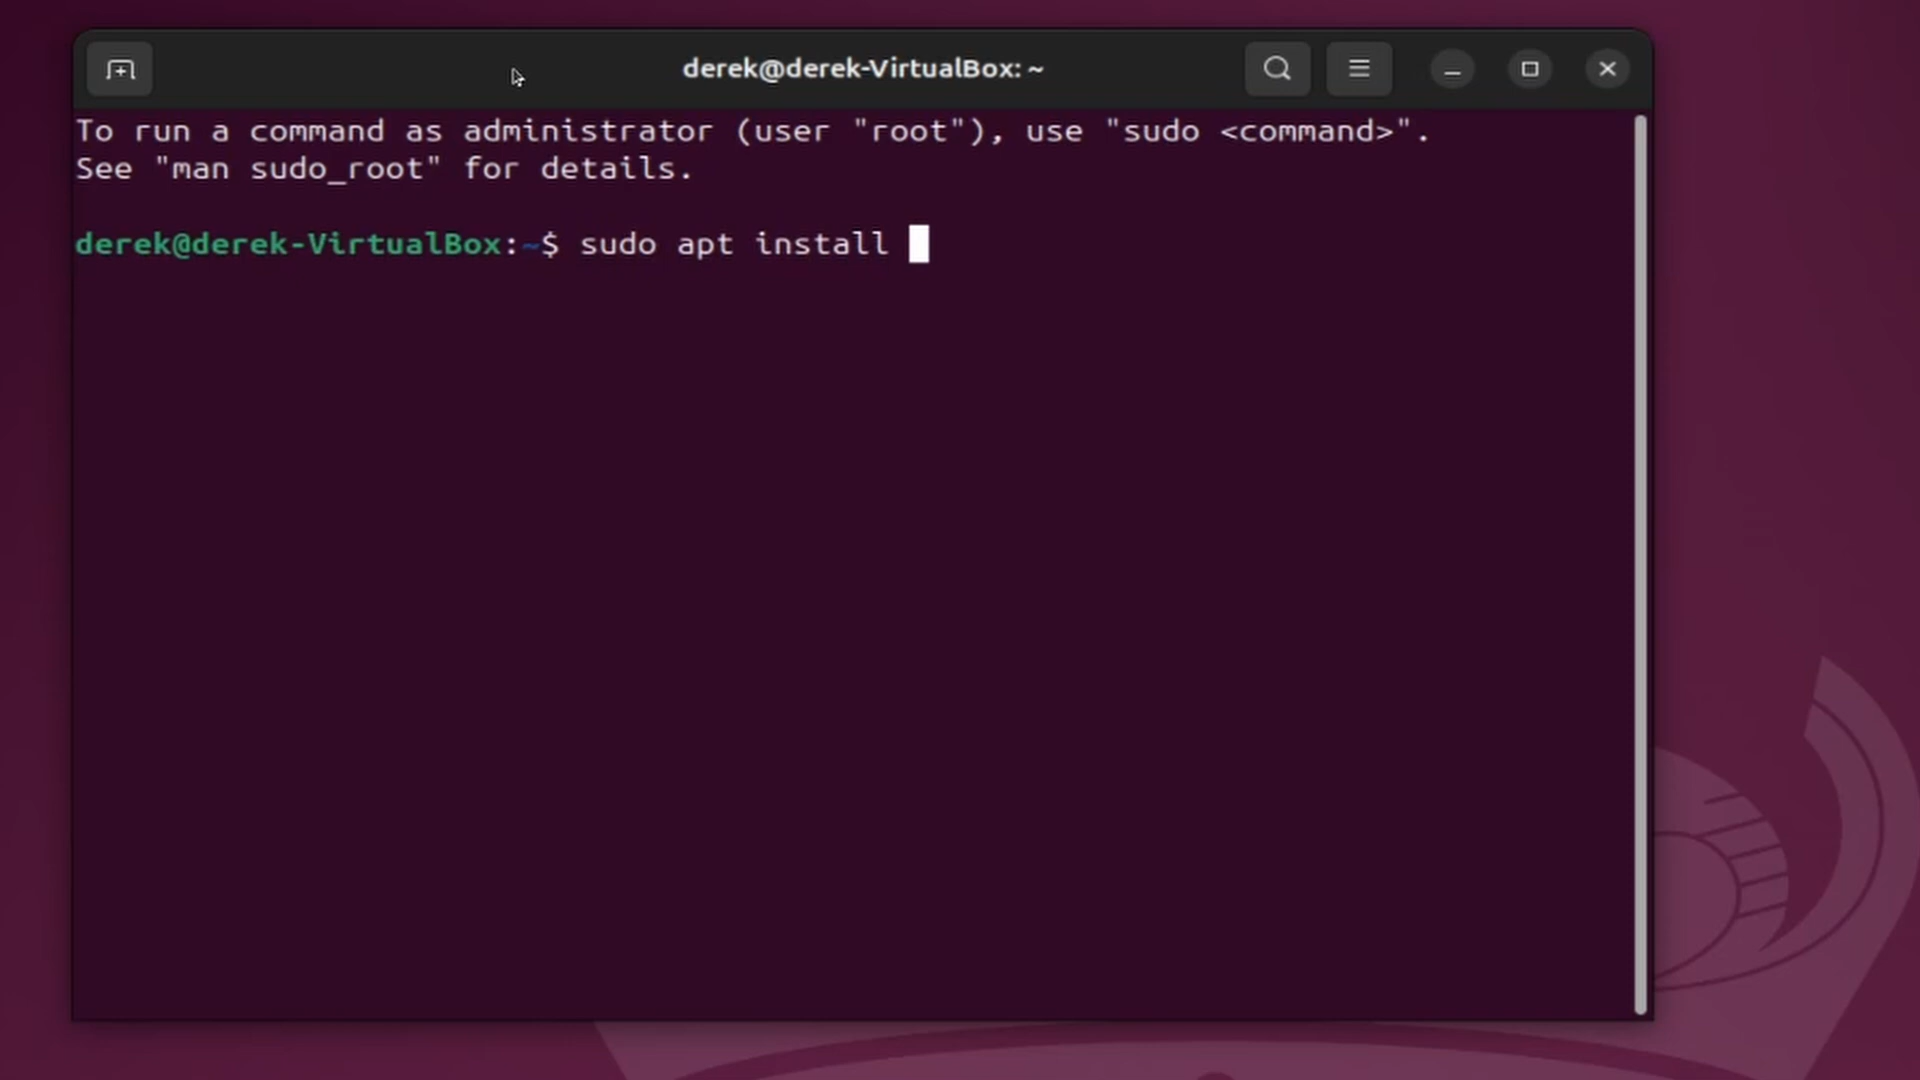 derek@derek-VirtualBox: ~
To run a command as administrator (user "root"), use "sudo <command>".
See "man sudo_root" for details.
derek@derek-VirtualBox:~$ sudo apt install